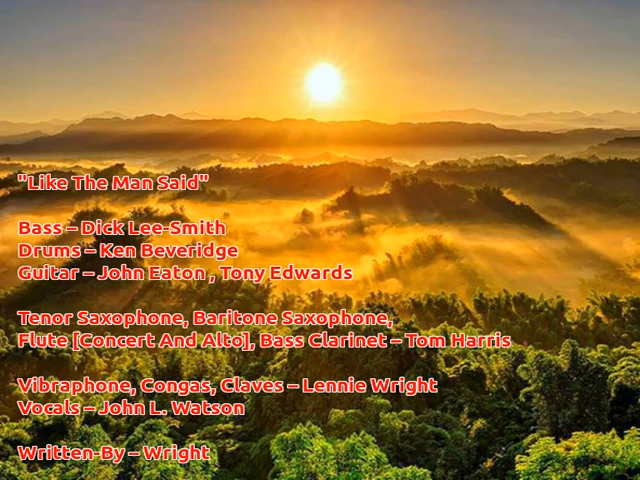 "Like The Man Said"
Bass – Dick Lee-Smith
Drums – Ken Beveridge
Guitar – John Eaton , Tony Edwards
Tenor Saxophone, Baritone Saxophone,
Flute [Concert And Alto], Bass Clarinet – Tom Harris
Vibraphone, Congas, Claves – Lennie Wright
Vocals – John L. Watson
Written-By – Wright